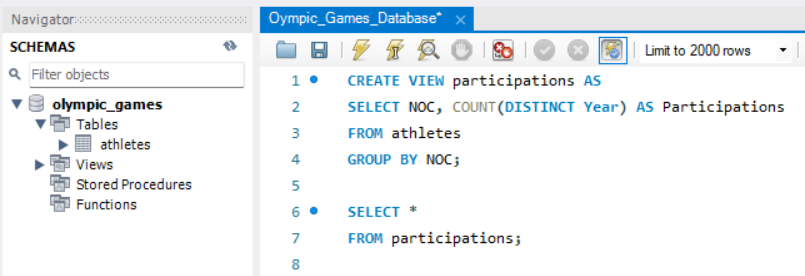 Navigator
SCHEMAS
Filter objects
olympic_games
Tables
athletes
Views
Stored Procedures
Functions
Oympic_Games_Database*
Limit to 2000 rows
1 CREATE VIEW participations AS
2 SELECT NOC, COUNT(DISTINCT Year) AS Participations
3 FROM athletes
4 GROUP BY NOC;
5
6 SELECT *
7 FROM participations;
8